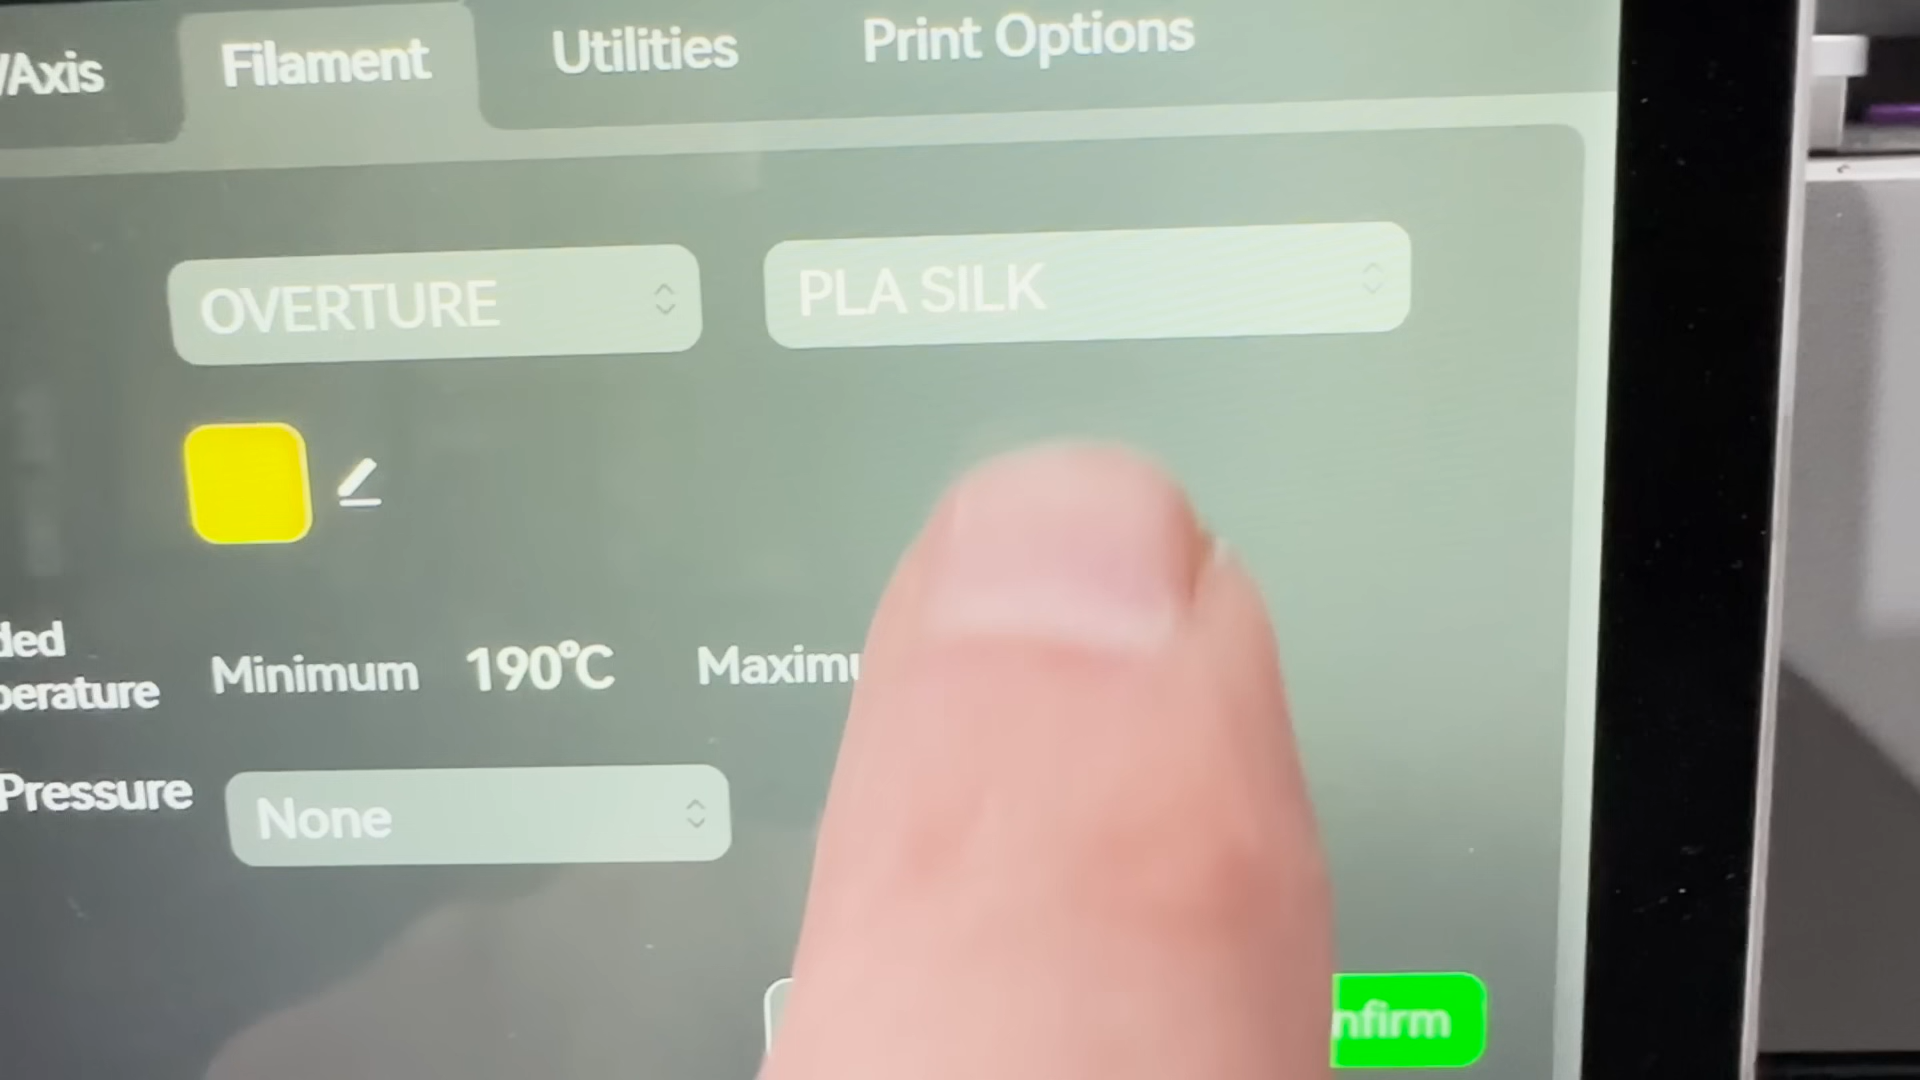 /Axis Filament Utilities Print Options
OVERTURE PLA SILK
ded
perature Minimum 190°C Maximu
Pressure None
nfirm